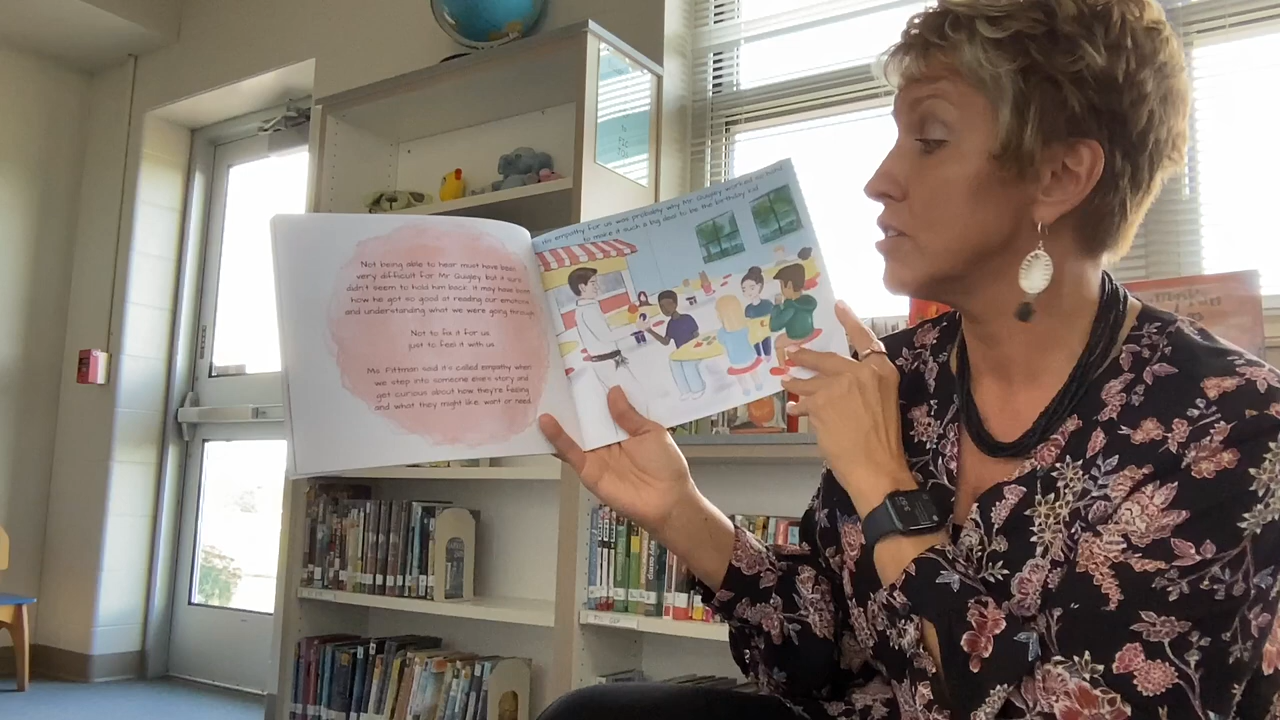 Not being able to hear must have been
very difficult for Mr Quigley, but it sure
didn't seem to hold him back. It may have been
how he got so good at reading our emotions
and understanding what we were going through.
Not to fix it for us
just to feel it with us.
Ms. Pittman said it's called empathy when
we step into someone else's story and
get curious about how they're feeling
and what they might like, want or need.
His empathy for us was probably why Mr Quigley worked so hard
to make it such a big deal to be the birthday kid